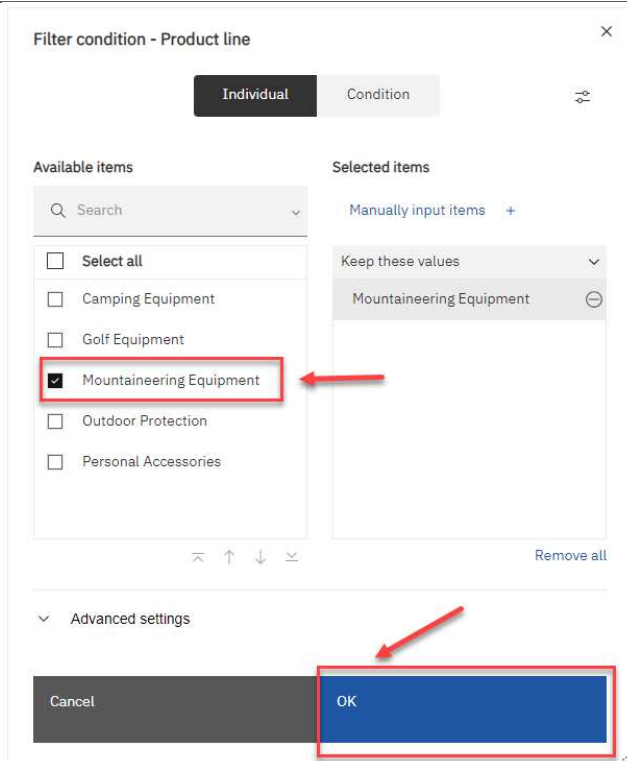 Filter condition - Product line
Individual Condition
Available items
Search
Select all
Camping Equipment
Golf Equipment
Mountaineering Equipment
Outdoor Protection
Personal Accessories
Selected items
Manually input items +
Keep these values
Mountaineering Equipment
Remove all
Advanced settings
Cancel
OK